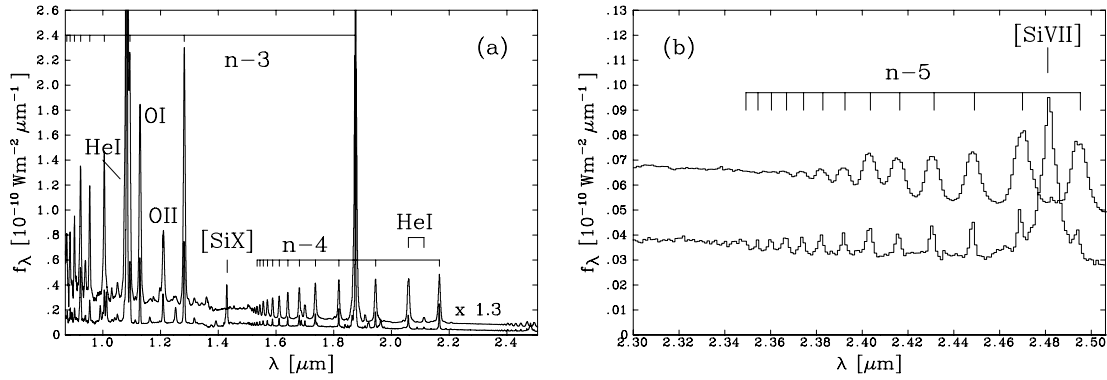 2.6
2.4
2.2
2
1.8
1.6
1.4
1.2
1
.8
.6
.4
.2
0
f_λ [10⁻¹⁰ Wm⁻² μm⁻¹]
(a)
n-3
OI
HeI
OII
[SiX]
n-4
HeI
x 1.3
1.0 1.2 1.4 1.6 1.8 2.0 2.2 2.4
λ [μm]
.13
.12
.11
.10
.09
.08
.07
.06
.05
.04
.03
.02
.01
0
f_λ [10⁻¹⁰ Wm⁻² μm⁻¹]
(b)
[SiVII]
n-5
2.30 2.32 2.34 2.36 2.38 2.40 2.42 2.44 2.46 2.48 2.50
λ [μm]